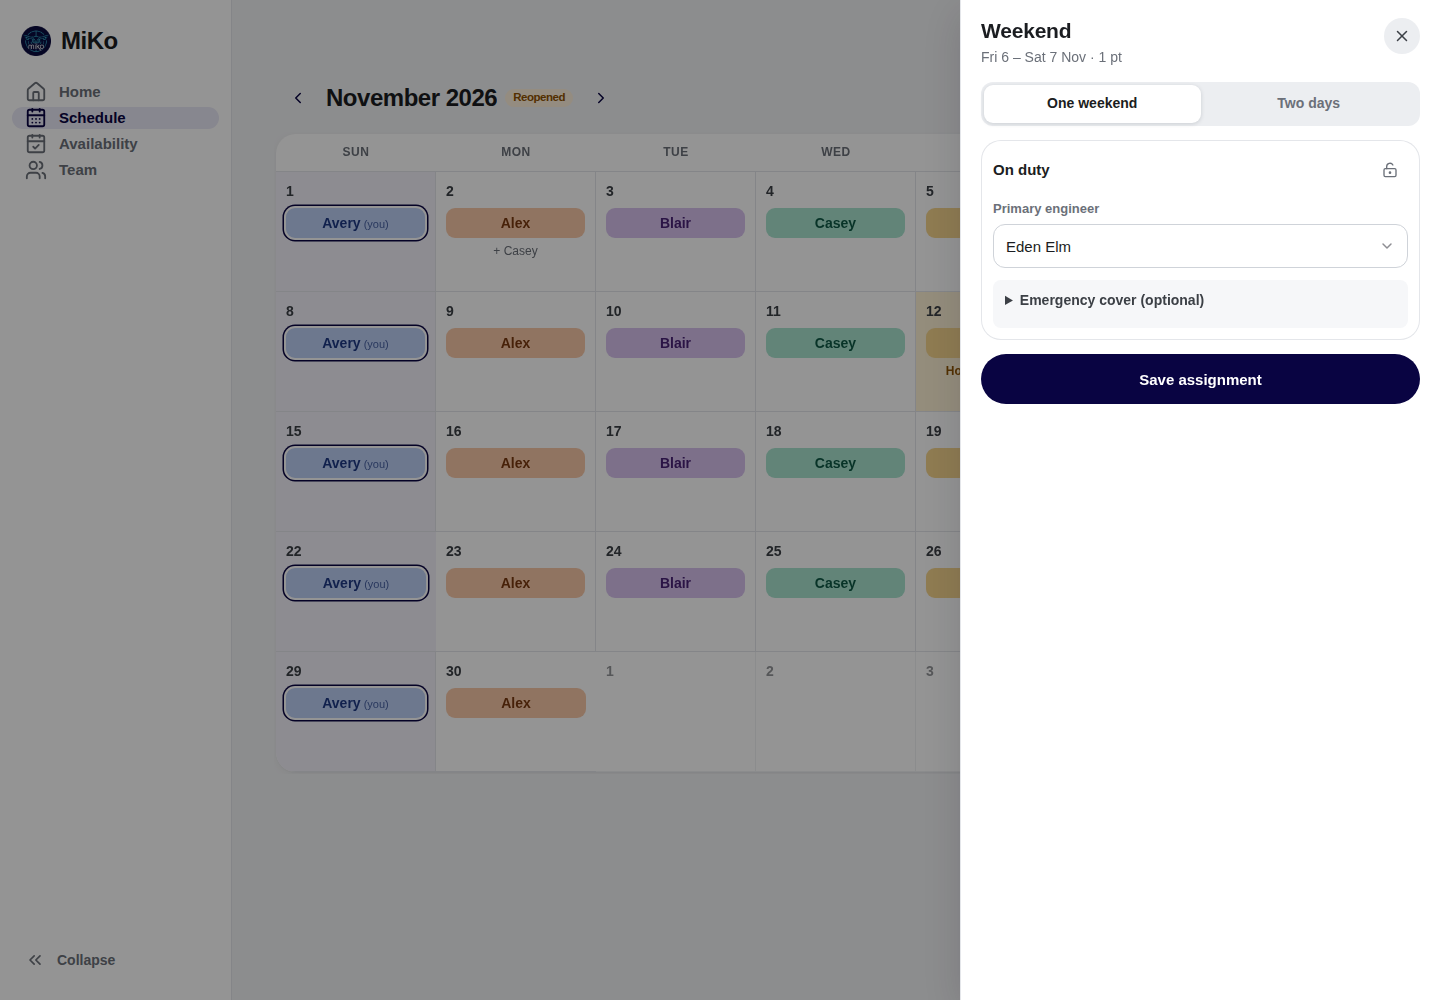 miko
MiKo
Home
Schedule
Availability
Team
Collapse
November 2026 Reopened
SUN MON TUE WED
1 2 3 4 5
Avery (you) Alex Blair Casey
+ Casey
8 9 10 11 12
Avery (you) Alex Blair Casey
Ho
15 16 17 18 19
Avery (you) Alex Blair Casey
22 23 24 25 26
Avery (you) Alex Blair Casey
29 30 1 2 3
Avery (you) Alex
Weekend
Fri 6 – Sat 7 Nov · 1 pt
One weekend Two days
On duty
Primary engineer
Eden Elm
Emergency cover (optional)
Save assignment